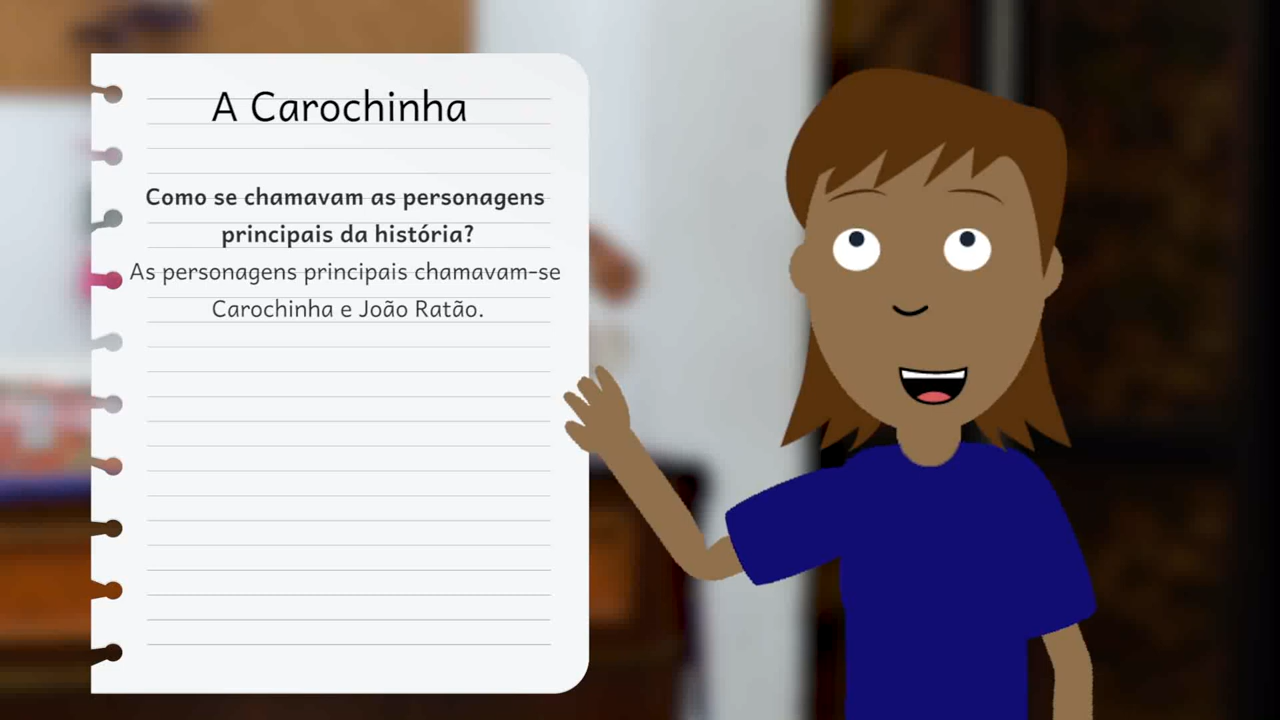 A Carochinha
Como se chamavam as personagens
principais da história?
As personagens principais chamavam-se
Carochinha e João Ratão.